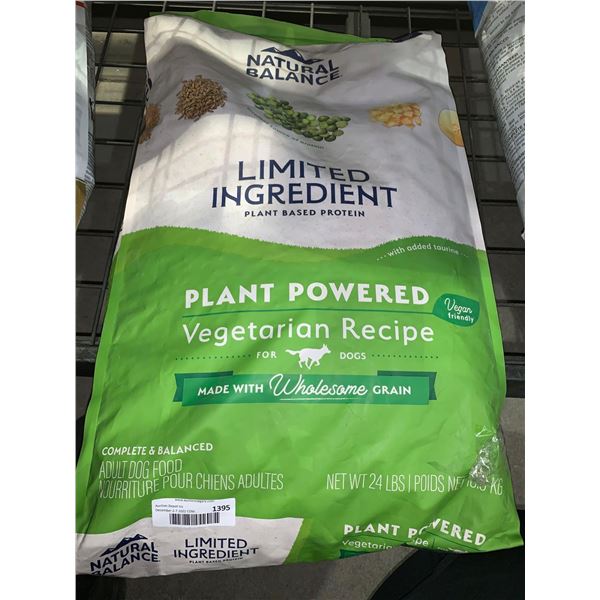 NATURAL
BALANCE
LIMITED
INGREDIENT
PLANT BASED PROTEIN
with added taurine
PLANT POWERED
Vegan
friendly
Vegetarian Recipe
FOR DOGS
MADE WITH Wholesome GRAIN
COMPLETE & BALANCED
ADULT DOG FOOD
NOURRITURE POUR CHIENS ADULTES
NET WT 24 LBS | POIDS NET KG
1395
NATURAL
BALANCE
LIMITED
INGREDIENT
PLANT BASED PROTEIN
PLANT POWERED
Vegetarian